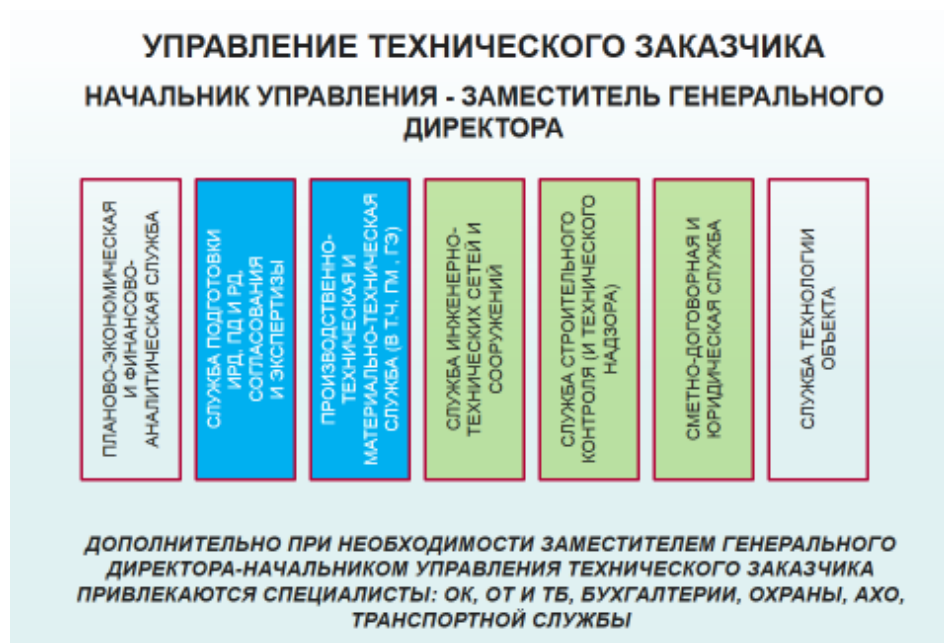 УПРАВЛЕНИЕ ТЕХНИЧЕСКОГО ЗАКАЗЧИКА
НАЧАЛЬНИК УПРАВЛЕНИЯ - ЗАМЕСТИТЕЛЬ ГЕНЕРАЛЬНОГО
ДИРЕКТОРА
ПЛАНОВО-ЭКОНОМИЧЕСКАЯ
И ФИНАНСОВО-
АНАЛИТИЧЕСКАЯ СЛУЖБА
СЛУЖБА ПОДГОТОВКИ
ИРД, ПД И РД,
СОГЛАСОВАНИЯ
И ЭКСПЕРТИЗЫ
ПРОИЗВОДСТВЕННО-
ТЕХНИЧЕСКАЯ И
МАТЕРИАЛЬНО-ТЕХНИЧЕСКАЯ
СЛУЖБА (В Т.Ч. ГМ , ГЭ)
СЛУЖБА ИНЖЕНЕРНО-
ТЕХНИЧЕСКИХ СЕТЕЙ И
СООРУЖЕНИЙ
СЛУЖБА СТРОИТЕЛЬНОГО
КОНТРОЛЯ (И ТЕХНИЧЕСКОГО
НАДЗОРА)
СМЕТНО-ДОГОВОРНАЯ И
ЮРИДИЧЕСКАЯ СЛУЖБА
СЛУЖБА ТЕХНОЛОГИИ
ОБЪЕКТА
ДОПОЛНИТЕЛЬНО ПРИ НЕОБХОДИМОСТИ ЗАМЕСТИТЕЛЕМ ГЕНЕРАЛЬНОГО
ДИРЕКТОРА-НАЧАЛЬНИКОМ УПРАВЛЕНИЯ ТЕХНИЧЕСКОГО ЗАКАЗЧИКА
ПРИВЛЕКАЮТСЯ СПЕЦИАЛИСТЫ: ОК, ОТ И ТБ, БУХГАЛТЕРИИ, ОХРАНЫ, АХО,
ТРАНСПОРТНОЙ СЛУЖБЫ